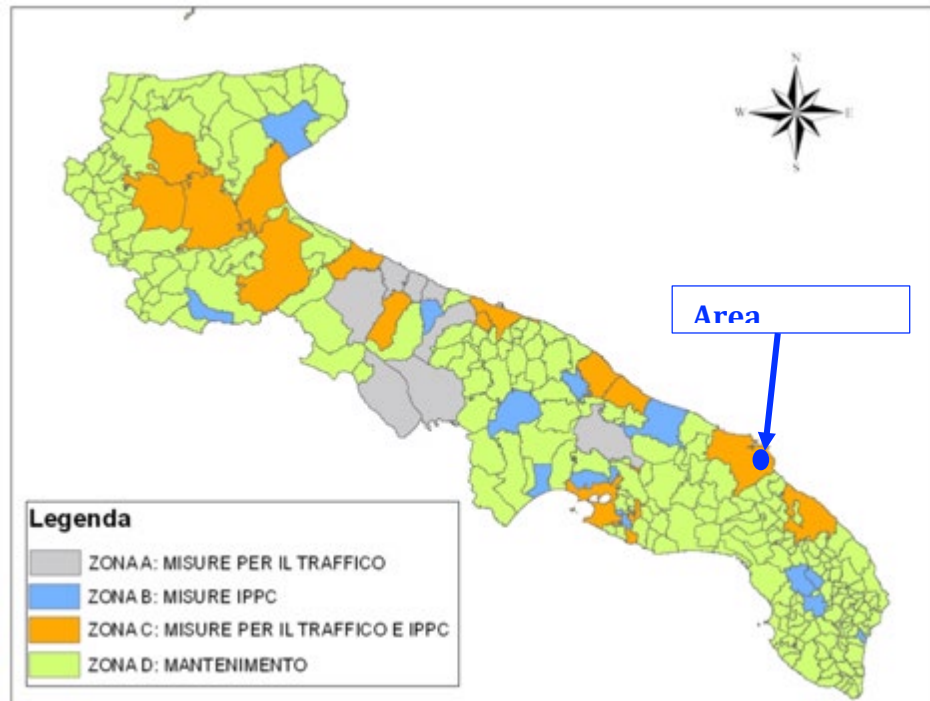 N
W E
S
Area
Legenda
ZONA A: MISURE PER IL TRAFFICO
ZONA B: MISURE IPPC
ZONA C: MISURE PER IL TRAFFICO E IPPC
ZONA D: MANTENIMENTO